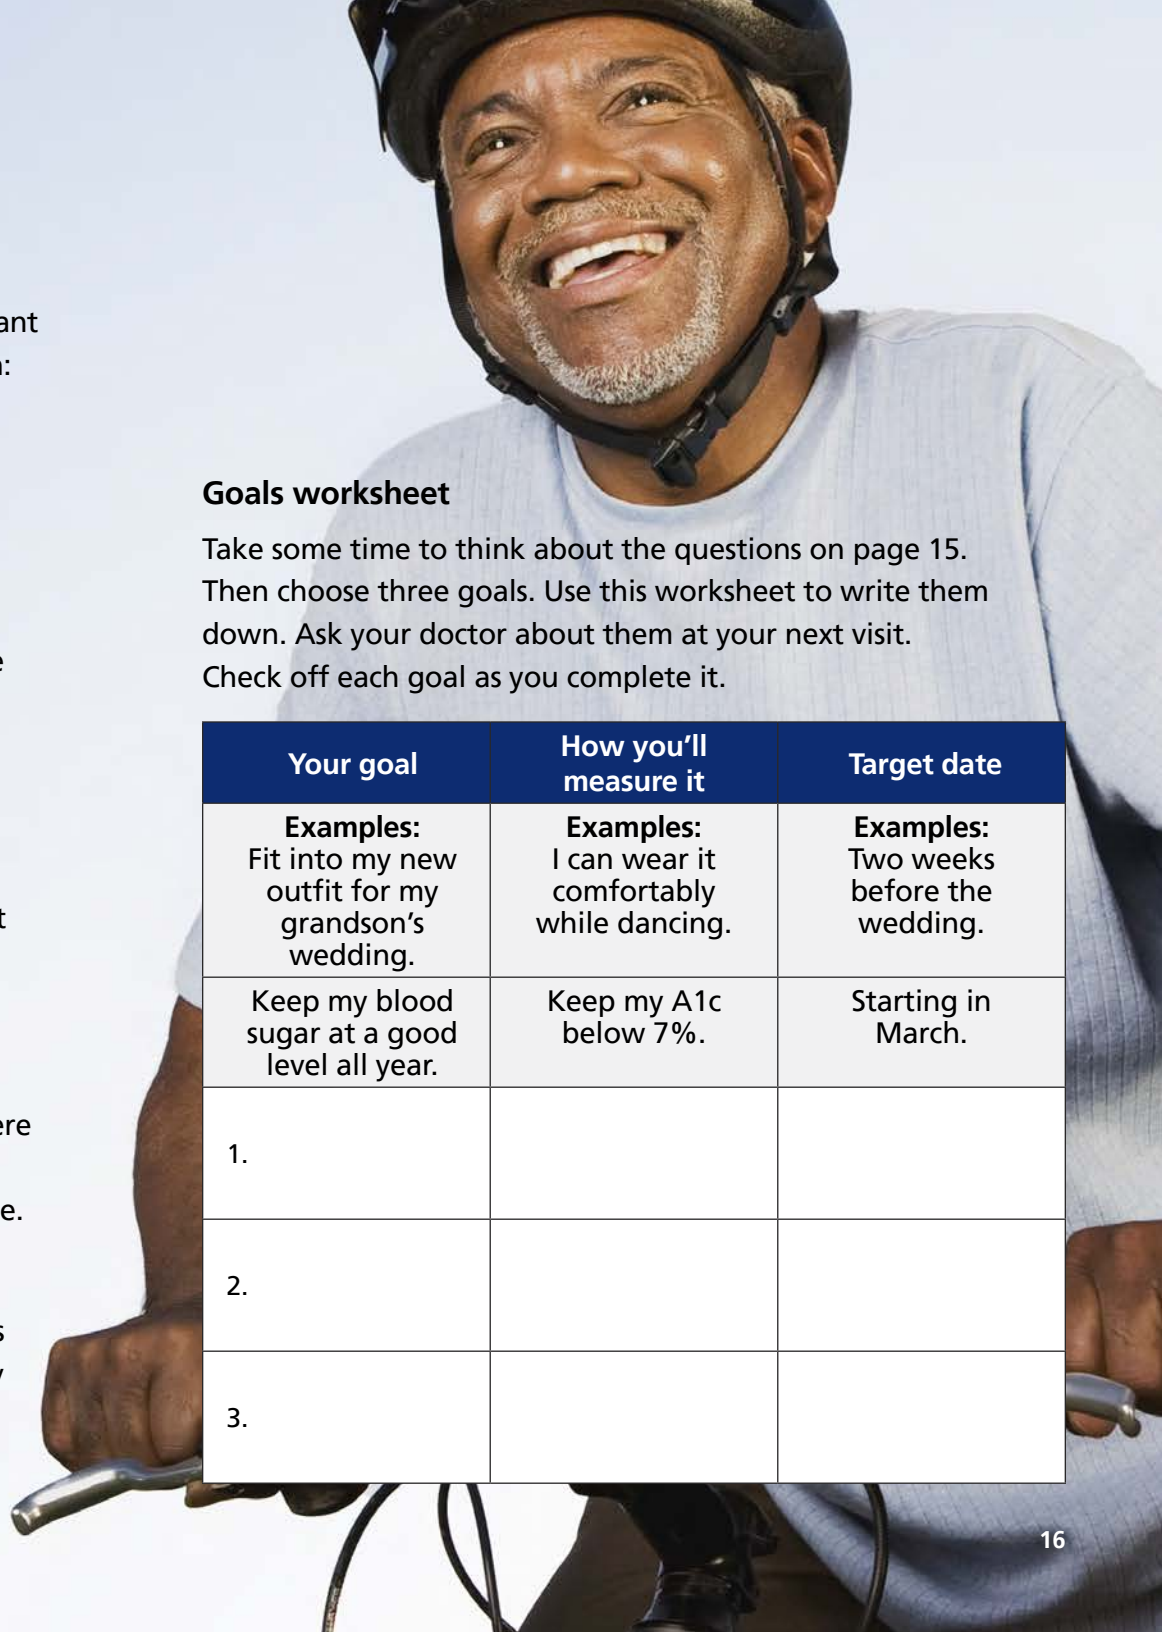 ant
:
e
t
ere
e.
s
y
Goals worksheet
Take some time to think about the questions on page 15.
Then choose three goals. Use this worksheet to write them
down. Ask your doctor about them at your next visit.
Check off each goal as you complete it.
Your goal
How you’ll
measure it
Target date
Examples:
Fit into my new
outfit for my
grandson’s
wedding.
Examples:
I can wear it
comfortably
while dancing.
Examples:
Two weeks
before the
wedding.
Keep my blood
sugar at a good
level all year.
Keep my A1c
below 7%.
Starting in
March.
1.
2.
3.
16